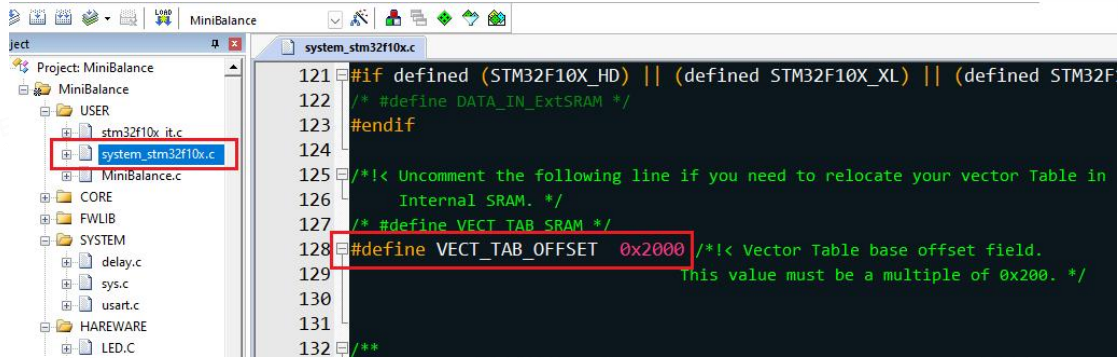 LOAD
MiniBalance
ject
Project: MiniBalance
MiniBalance
USER
stm32f10x_it.c
system_stm32f10x.c
MiniBalance.c
CORE
FWLIB
SYSTEM
delay.c
sys.c
usart.c
HAREWARE
LED.C
system_stm32f10x.c
121 #if defined (STM32F10X_HD) || (defined STM32F10X_XL) || (defined STM32F
122 /* #define DATA_IN_ExtSRAM */
123 #endif
124
125 /*!< Uncomment the following line if you need to relocate your vector Table in
126 Internal SRAM. */
127 /* #define VECT_TAB_SRAM */
128 #define VECT_TAB_OFFSET 0x2000 /*!< Vector Table base offset field.
129 This value must be a multiple of 0x200. */
130
131
132 /**